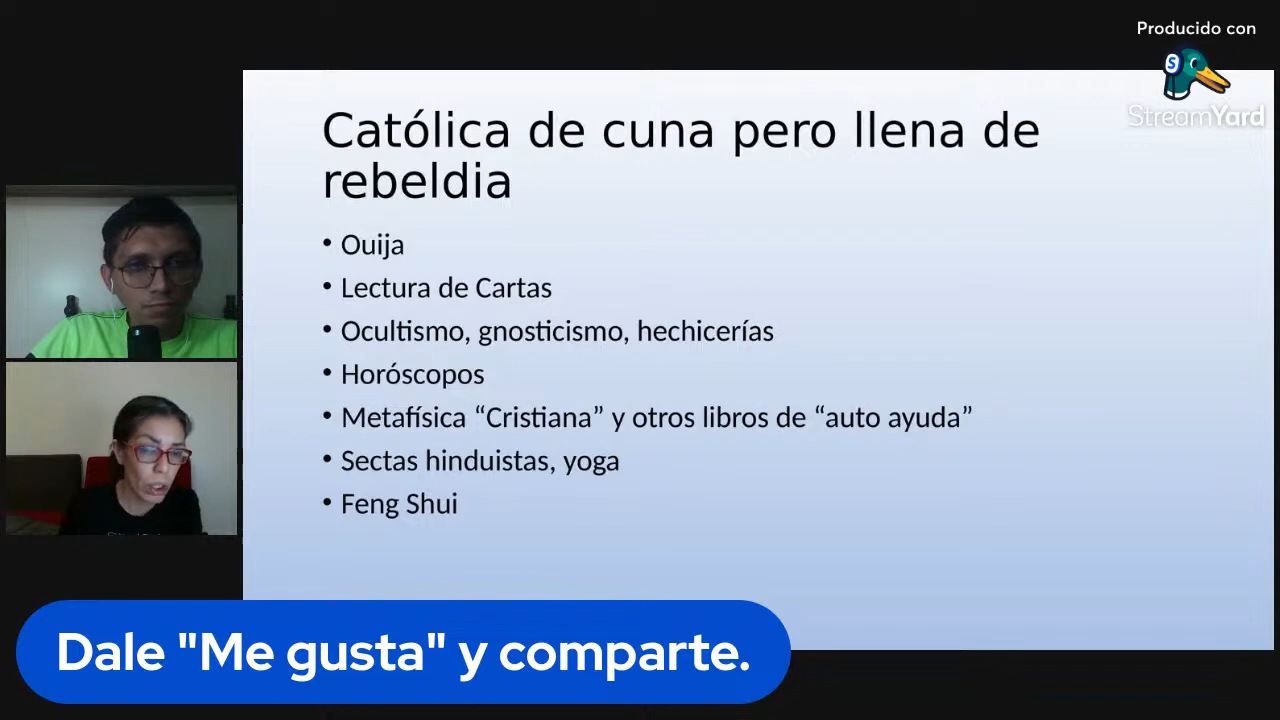 Producido con
StreamYard
Católica de cuna pero llena de
rebeldia
• Ouija
• Lectura de Cartas
• Ocultismo, gnosticismo, hechicerías
• Horóscopos
• Metafísica “Cristiana” y otros libros de “auto ayuda”
• Sectas hinduistas, yoga
• Feng Shui
Dale "Me gusta" y comparte.